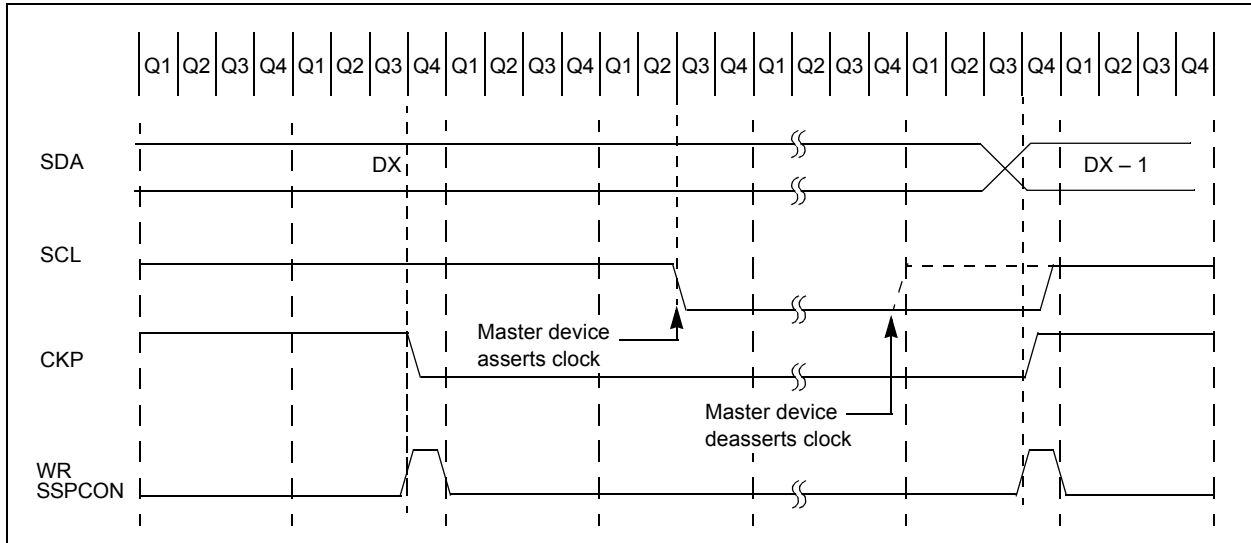 Q1 Q2 Q3 Q4 Q1 Q2 Q3 Q4 Q1 Q2 Q3 Q4 Q1 Q2 Q3 Q4 Q1 Q2 Q3 Q4 Q1 Q2 Q3 Q4 Q1 Q2 Q3 Q4
SDA
DX
DX – 1
SCL
Master device
asserts clock
CKP
Master device
deasserts clock
WR
SSPCON